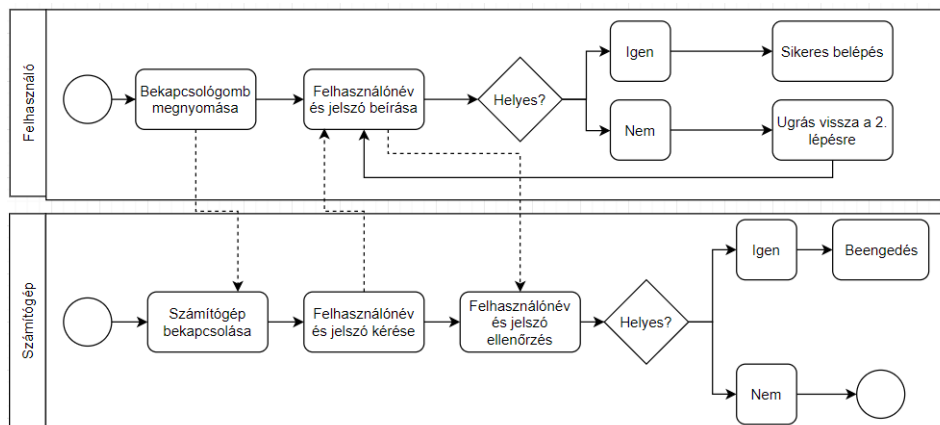 Felhasználó
Bekapcsológomb
megnyomása
Felhasználónév
és jelszó beírása
Helyes?
Igen
Sikeres belépés
Nem
Ugrás vissza a 2.
lépésre
Számítógép
Számítógép
bekapcsolása
Felhasználónév
és jelszó kérése
Felhasználónév
és jelszó
ellenőrzés
Helyes?
Igen
Beengedés
Nem